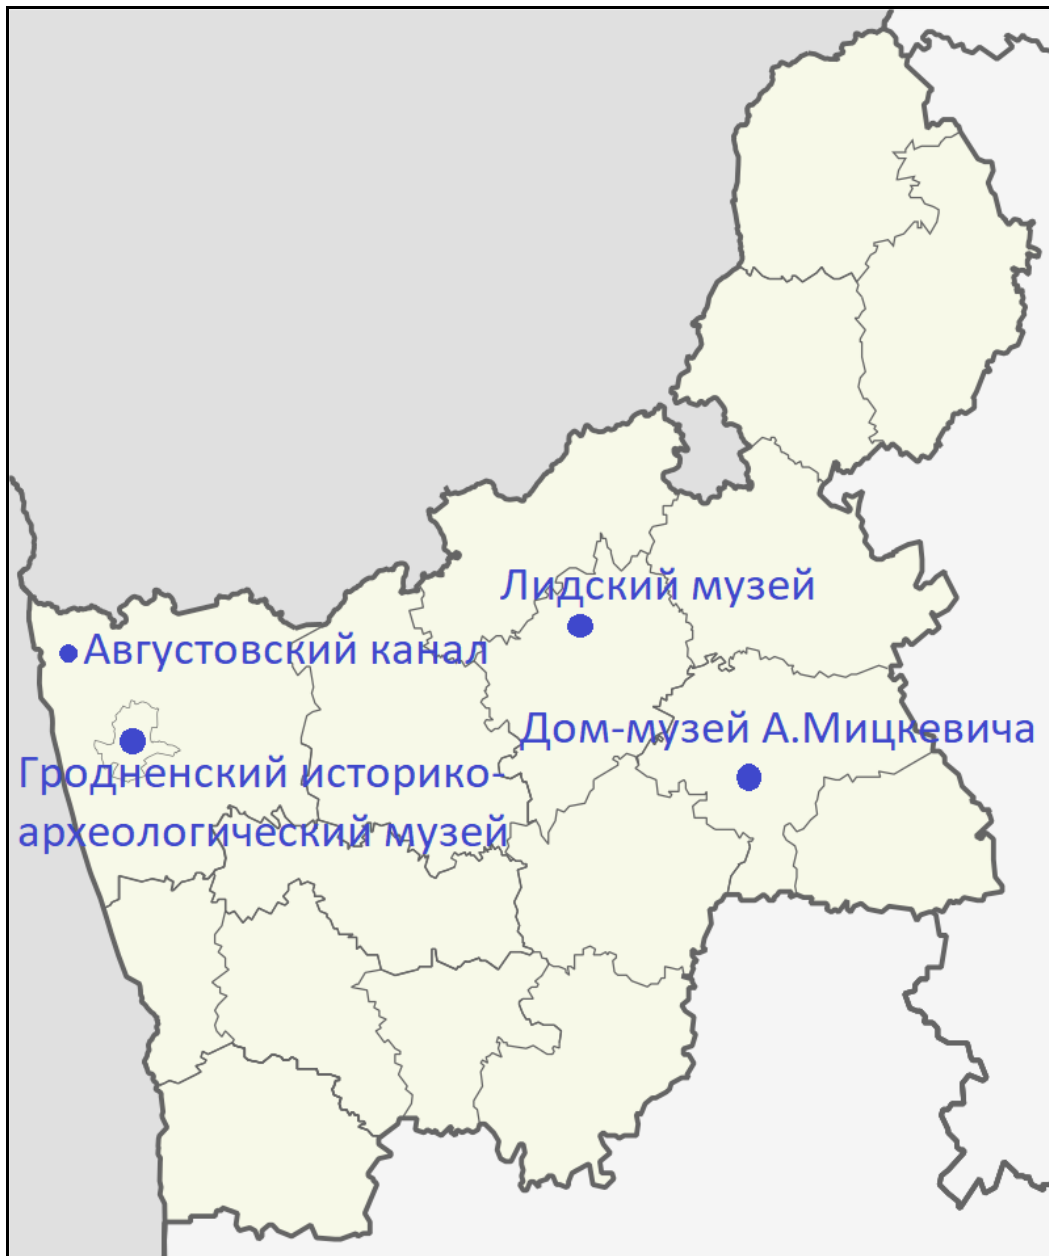 Лидский музей
Августовский канал
Дом-музей А.Мицкевича
Гродненский историко-
археологический музей